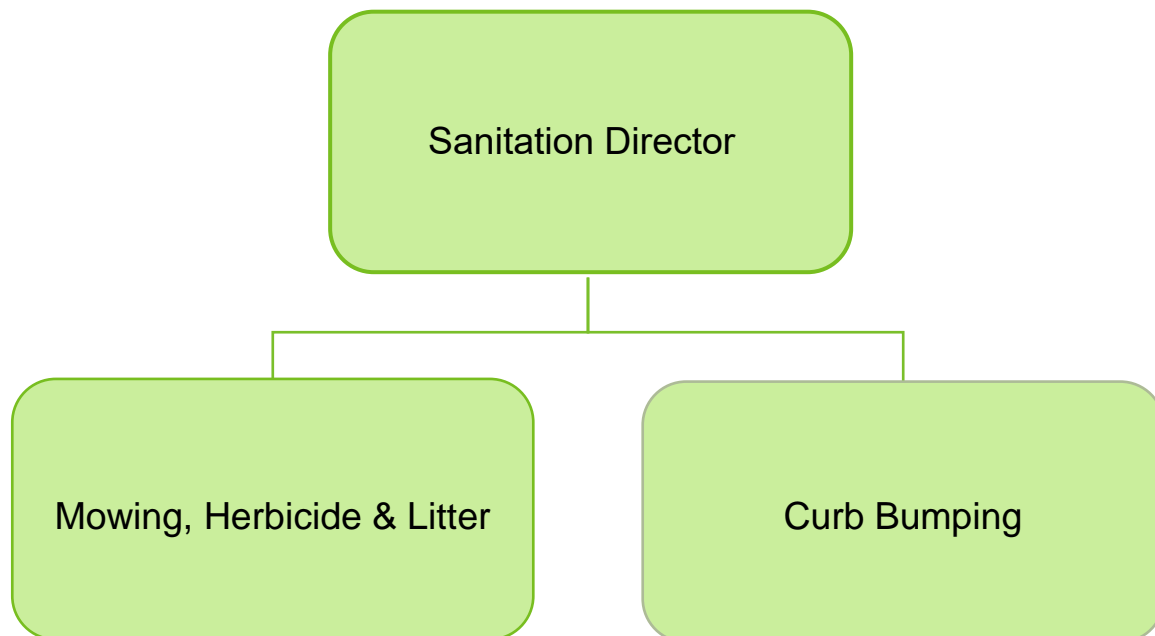 Sanitation Director
Mowing, Herbicide & Litter
Curb Bumping